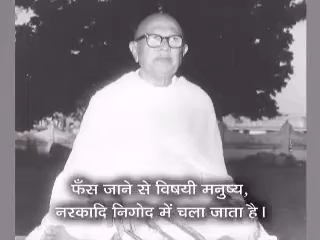 फँस जाने से विषयी मनुष्य,
नरकादि निगोद में चला जाता है।